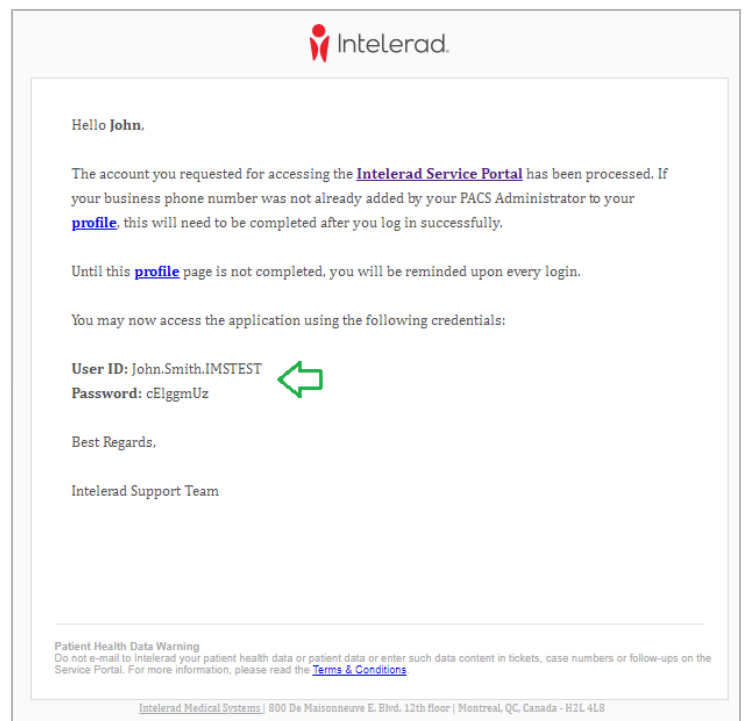 Intelerad.
Hello John,
The account you requested for accessing the Intelerad Service Portal has been processed. If
your business phone number was not already added by your PACS Administrator to your
profile, this will need to be completed after you log in successfully.
Until this profile page is not completed, you will be reminded upon every login.
You may now access the application using the following credentials:
User ID: John.Smith.IMSTEST
Password: cElggmUz
Best Regards,
Intelerad Support Team
Patient Health Data Warning
Do not e-mail to Intelerad your patient health data or patient data or enter such data content in tickets, case numbers or follow-ups on the
Service Portal. For more information, please read the Terms & Conditions.
Intelerad Medical Systems | 800 De Maisonneuve E. Blvd. 12th floor | Montreal, QC, Canada - H2L 4L8